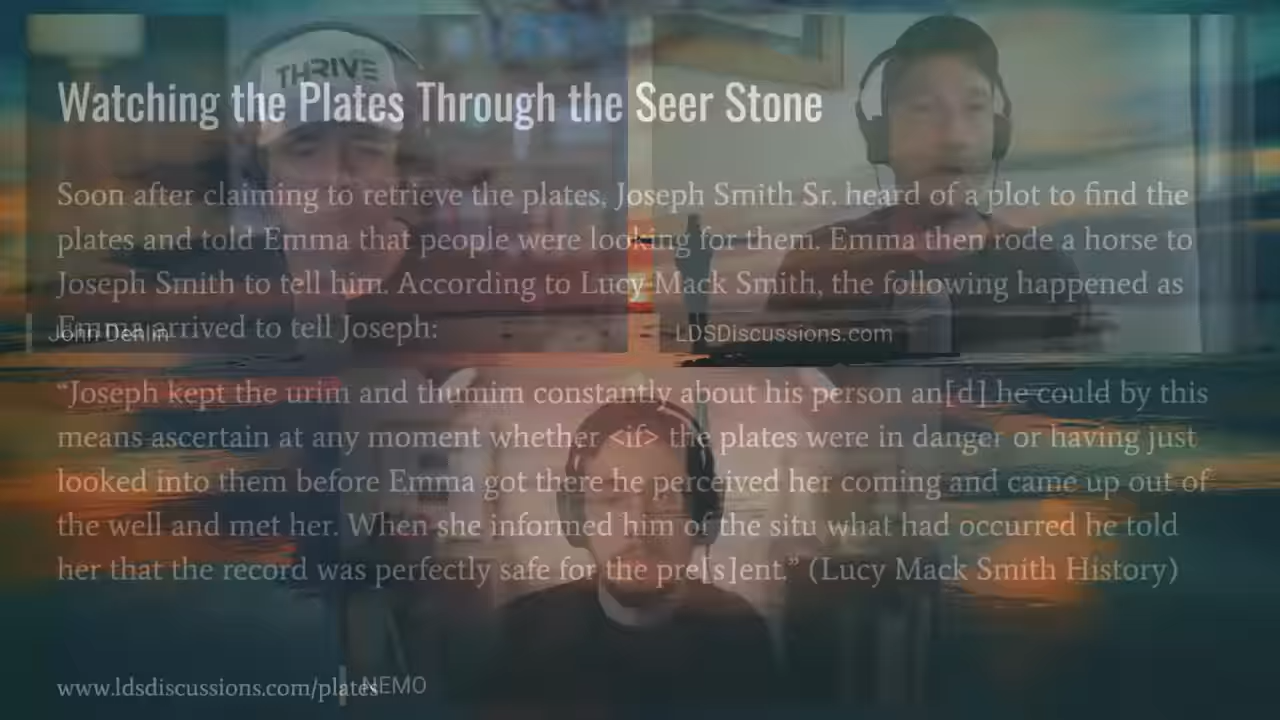 THRIVE
Watching the Plates Through the Seer Stone
Soon after claiming to retrieve the plates, Joseph Smith Sr. heard of a plot to find the
plates and told Emma that people were looking for them. Emma then rode a horse to
Joseph Smith to tell him. According to Lucy Mack Smith, the following happened as
Emma arrived to tell Joseph:
John Dehlin
LDSDiscussions.com
“Joseph kept the urim and thumim constantly about his person an[d] he could by this
means ascertain at any moment whether <if> the plates were in danger or having just
looked into them before Emma got there he perceived her coming and came up out of
the well and met her. When she informed him of the situ what had occurred he told
her that the record was perfectly safe for the pre[s]ent.” (Lucy Mack Smith History)
www.ldsdiscussions.com/plates
NEMO